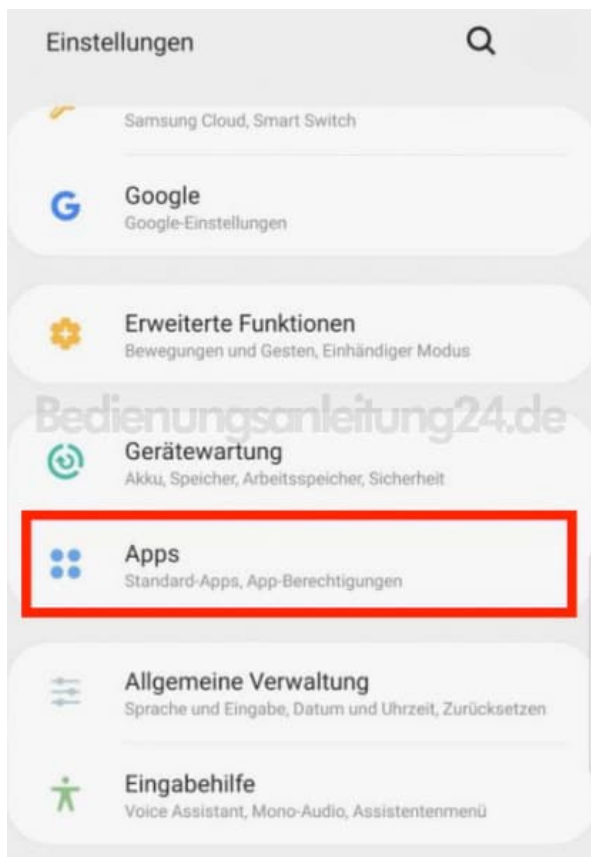 Einstellungen
Samsung Cloud, Smart Switch
Google
Google-Einstellungen
Erweiterte Funktionen
Bewegungen und Gesten, Einhändiger Modus
Bedienungsanleitung24.de
Gerätewartung
Akku, Speicher, Arbeitsspeicher, Sicherheit
Apps
Standard-Apps, App-Berechtigungen
Allgemeine Verwaltung
Sprache und Eingabe, Datum und Uhrzeit, Zurücksetzen
Eingabehilfe
Voice Assistant, Mono-Audio, Assistentenmenü